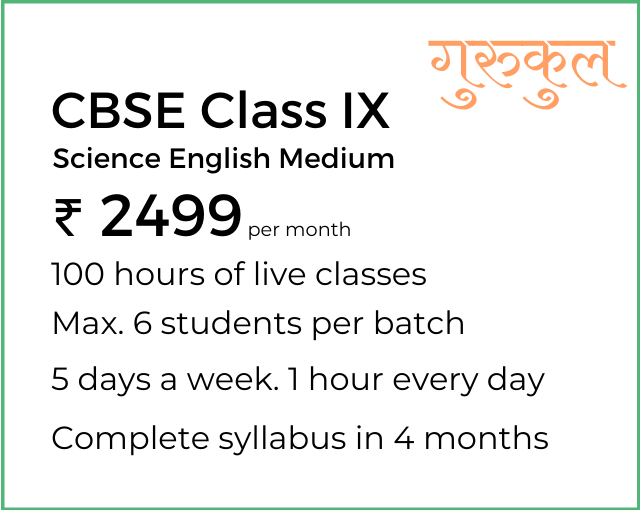 गुरुकुल
CBSE Class IX
Science English Medium
₹ 2499 per month
100 hours of live classes
Max. 6 students per batch
5 days a week. 1 hour every day
Complete syllabus in 4 months